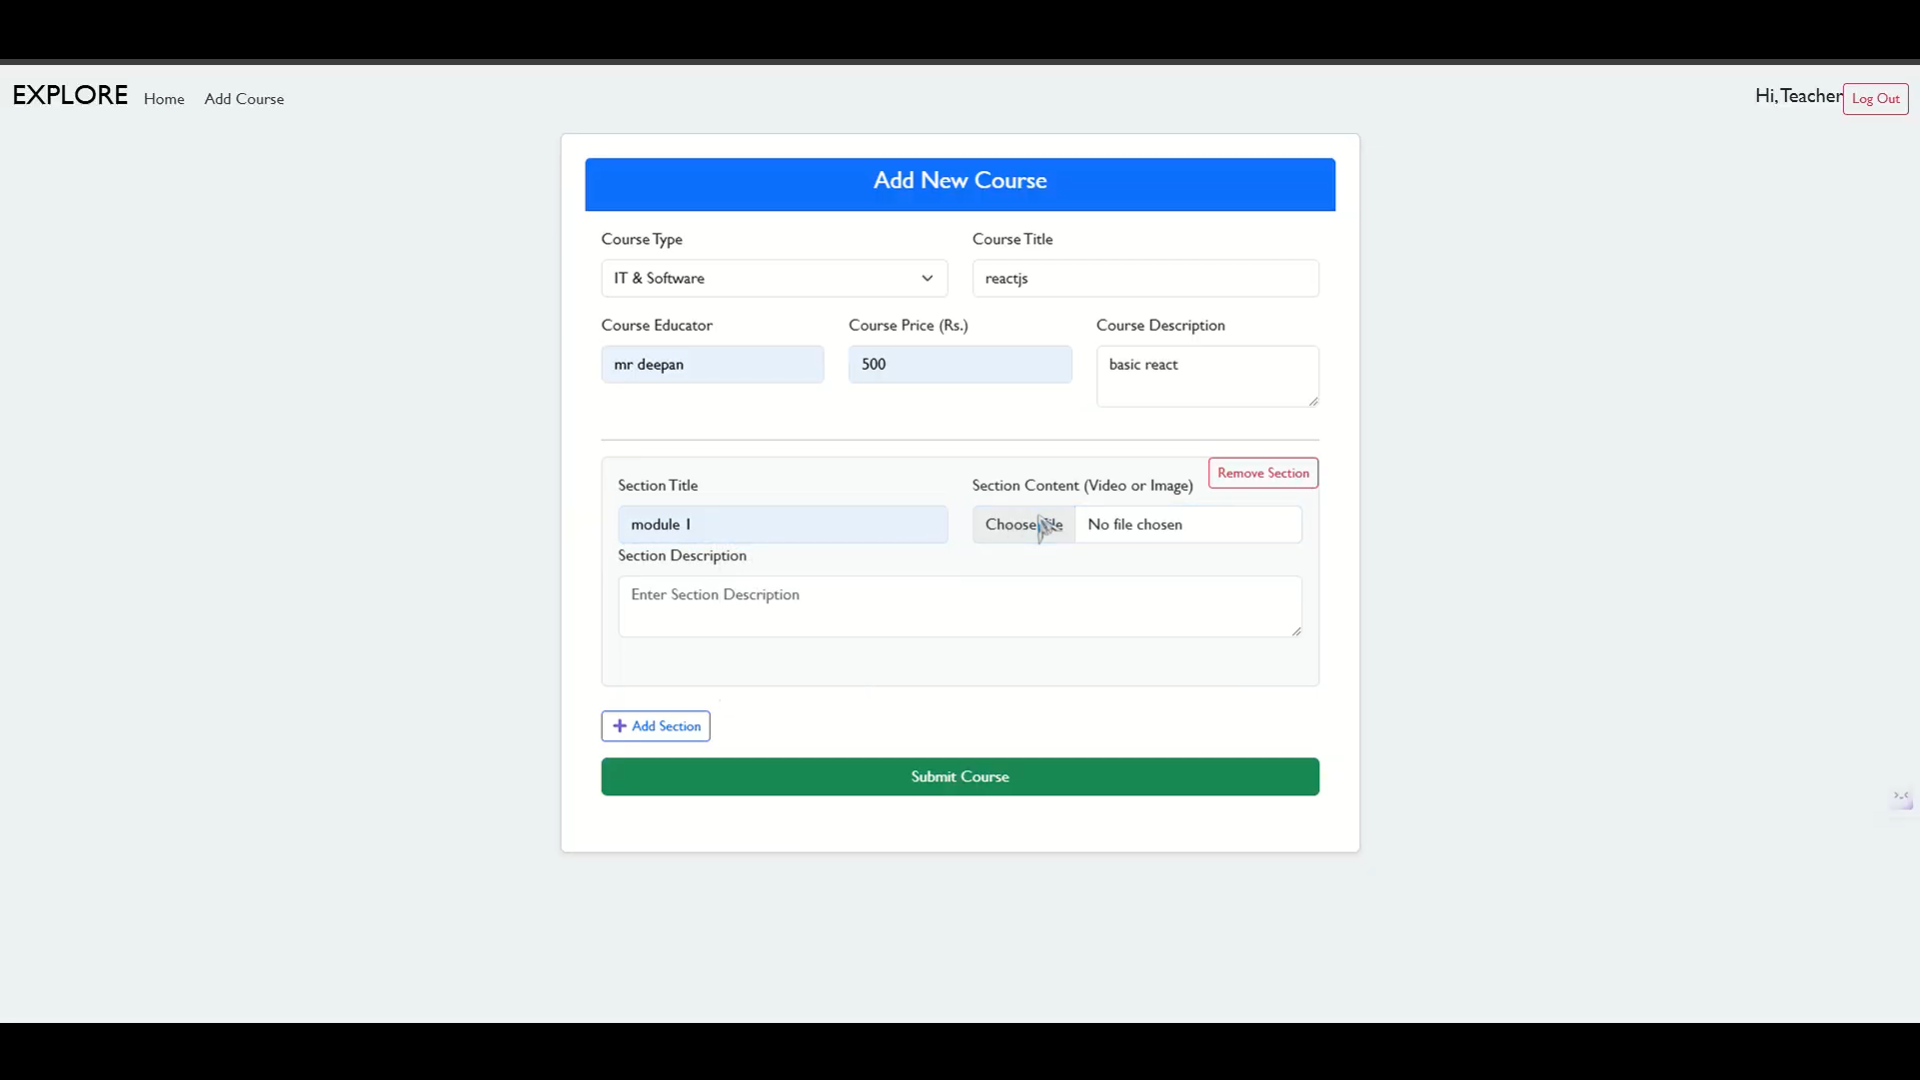 EXPLORE Home Add Course Hi,Teacher Log Out
Add New Course
Course Type Course Title
IT & Software reactjs
Course Educator Course Price (Rs.) Course Description
mr deepan 500 basic react
Remove Section
Section Title Section Content (Video or Image)
module 1 Choose File No file chosen
Section Description
Enter Section Description
+ Add Section
Submit Course